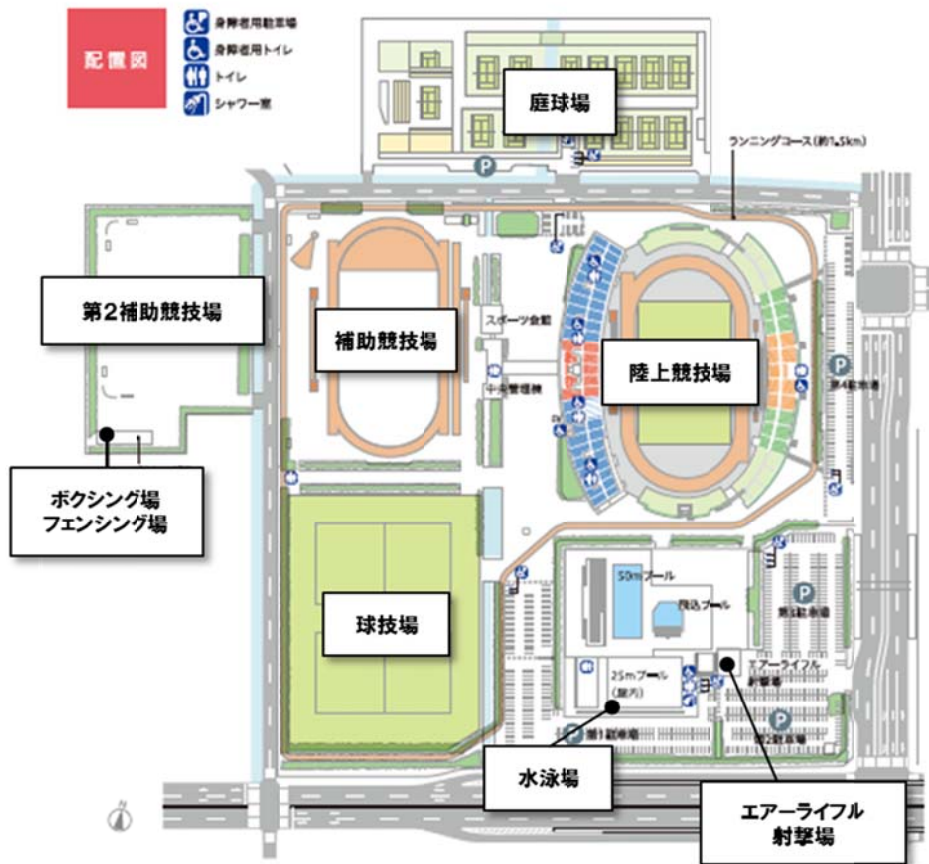 配置図
身障者用駐車場
身障者用トイレ
トイレ
シャワー室
庭球場
ランニングコース(約1.5km)
P
第2補助競技場
補助競技場
スポーツ会館
中央管理棟
陸上競技場
P
第4駐車場
ボクシング場
フェンシング場
球技場
50mプール
飛込プール
P
第3駐車場
25mプール
(屋内)
エアーライフル
射撃場
P
第1駐車場
P
第2駐車場
水泳場
エアーライフル
射撃場
N